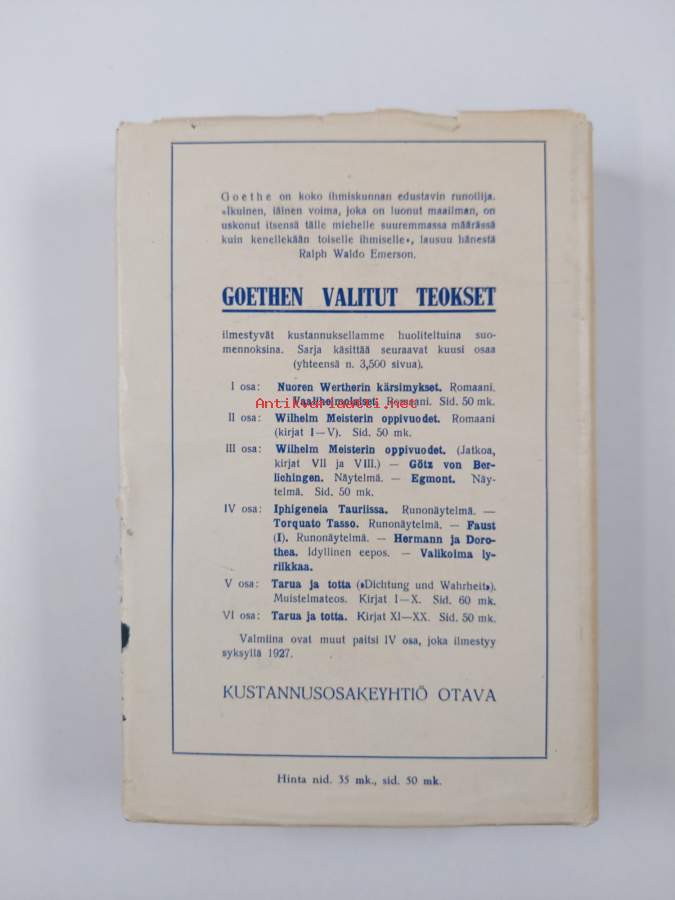 Goethe on koko ihmiskunnan edustavin runoilija.
»Ikuinen, iäinen voima, joka on luonut maailman, on
uskonut itsensä tälle miehelle suuremmassa määrässä
kuin kenellekään toiselle ihmiselle», lausuu hänestä
Ralph Waldo Emerson.
GOETHEN VALITUT TEOKSET
ilmestyvät kustannuksellamme huoliteltuina suo-
mennoksina. Sarja käsittää seuraavat kuusi osaa
(yhteensä n. 3,500 sivua).
I osa: Nuoren Wertherin kärsimykset. Romaani.
Vaaliheimolaiset. Romaani. Sid. 50 mk.
Antikvariaatti.net
II osa: Wilhelm Meisterin oppivuodet. Romaani
(kirjat I—V). Sid. 50 mk.
III osa: Wilhelm Meisterin oppivuodet. (Jatkoa,
kirjat VII ja VIII.) — Götz von Ber-
lichingen. Näytelmä. — Egmont. Näy-
telmä. Sid. 50 mk.
IV osa: Iphigeneia Tauriissa. Runonäytelmä. —
Torquato Tasso. Runonäytelmä. — Faust
(I). Runonäytelmä. — Hermann ja Doro-
thea. Idyllinen eepos. — Valikoima ly-
riikkaa.
V osa: Tarua ja totta (»Dichtung und Wahrheit»).
Muistelmateos. Kirjat I—X. Sid. 60 mk.
VI osa: Tarua ja totta. Kirjat XI—XX. Sid. 50 mk.
Valmiina ovat muut paitsi IV osa, joka ilmestyy
syksyllä 1927.
KUSTANNUSOSAKEYHTIÖ OTAVA
Hinta nid. 35 mk., sid. 50 mk.